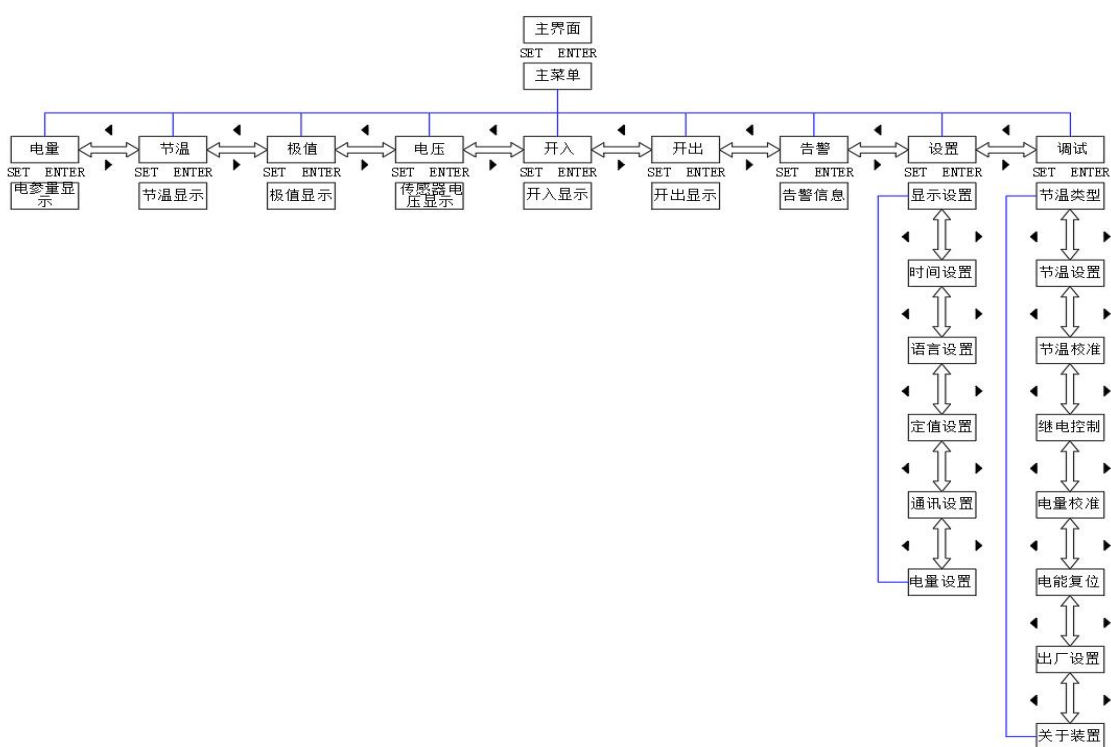 主界面
SET ENTER
主菜单
电量 节温 极值 电压 开入 开出 告警 设置 调试
SET ENTER SET ENTER SET ENTER SET ENTER SET ENTER SET ENTER SET ENTER SET ENTER SET ENTER
电参量显
示
节温显示
极值显示
传感器电
压显示
开入显示
开出显示
告警信息
显示设置
时间设置
语言设置
定值设置
通讯设置
电量设置
节温类型
节温设置
节温校准
继电控制
电量校准
电能复位
出厂设置
关于装置